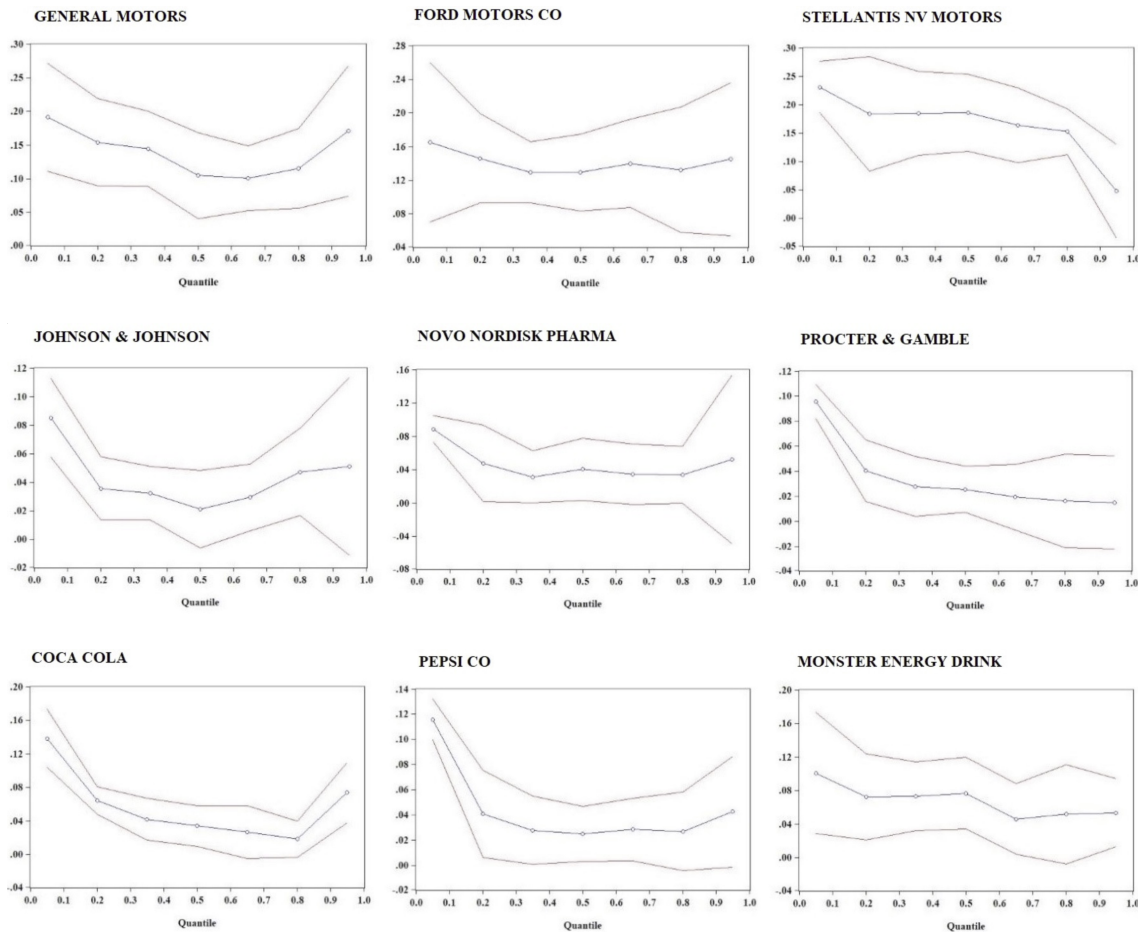 GENERAL MOTORS
.30
.25
.20
.15
.10
.05
.00
0.0 0.1 0.2 0.3 0.4 0.5 0.6 0.7 0.8 0.9 1.0
Quantile
FORD MOTORS CO
.28
.24
.20
.16
.12
.08
.04
0.0 0.1 0.2 0.3 0.4 0.5 0.6 0.7 0.8 0.9 1.0
Quantile
STELLANTIS NV MOTORS
.30
.25
.20
.15
.10
.05
.00
-.05
0.0 0.1 0.2 0.3 0.4 0.5 0.6 0.7 0.8 0.9 1.0
Quantile
JOHNSON & JOHNSON
.12
.10
.08
.06
.04
.02
.00
-.02
0.0 0.1 0.2 0.3 0.4 0.5 0.6 0.7 0.8 0.9 1.0
Quantile
NOVO NORDISK PHARMA
.16
.12
.08
.04
.00
-.04
-.08
0.0 0.1 0.2 0.3 0.4 0.5 0.6 0.7 0.8 0.9 1.0
Quantile
PROCTER & GAMBLE
.12
.10
.08
.06
.04
.02
.00
-.02
-.04
0.0 0.1 0.2 0.3 0.4 0.5 0.6 0.7 0.8 0.9 1.0
Quantile
COCA COLA
.20
.16
.12
.08
.04
.00
-.04
0.0 0.1 0.2 0.3 0.4 0.5 0.6 0.7 0.8 0.9 1.0
Quantile
PEPSI CO
.14
.12
.10
.08
.06
.04
.02
.00
-.02
0.0 0.1 0.2 0.3 0.4 0.5 0.6 0.7 0.8 0.9 1.0
Quantile
MONSTER ENERGY DRINK
.20
.16
.12
.08
.04
.00
-.04
0.0 0.1 0.2 0.3 0.4 0.5 0.6 0.7 0.8 0.9 1.0
Quantile